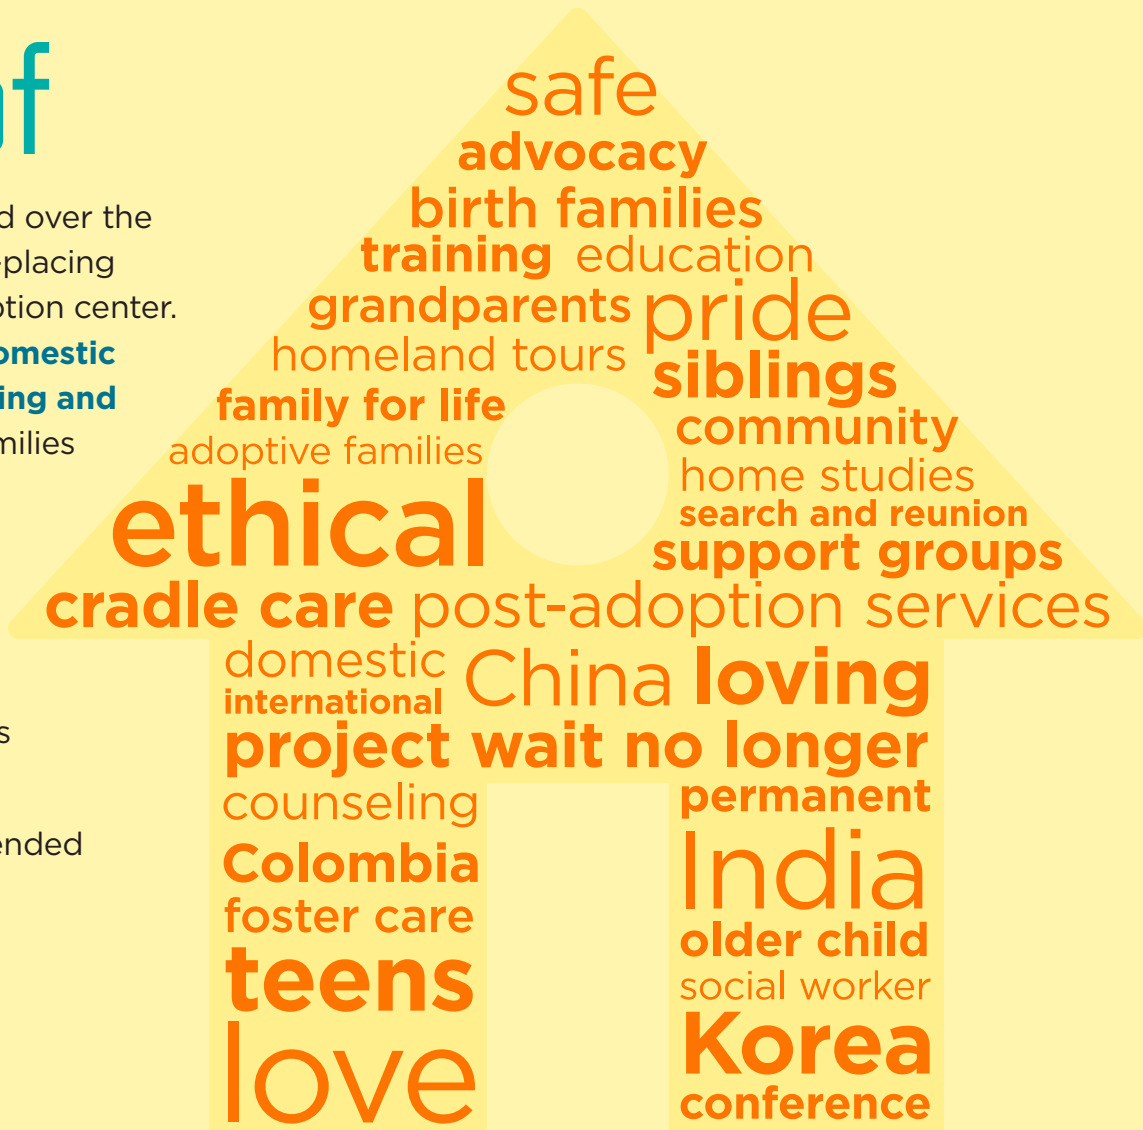 of
d over the
-placing
ption center.
omestic
ing and
milies
s
ended
safe
advocacy
birth families
training education
grandparents pride
homeland tours
siblings
family for life
community
adoptive families
home studies
ethical
search and reunion
support groups
cradle care post-adoption services
domestic China loving
international
project wait no longer
counseling
permanent
Colombia
India
foster care
older child
teens
social worker
love
Korea
conference